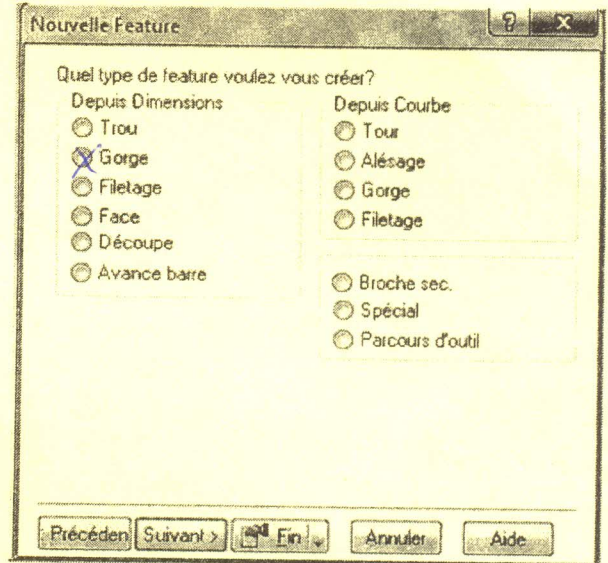 Nouvelle Feature
Quel type de feature voulez vous créer?
Depuis Dimensions
Trou
Gorge
Filetage
Face
Découpe
Avance barre
Depuis Courbe
Tour
Alésage
Gorge
Filetage
Broche sec.
Spécial
Parcours d'outil
Précéden Suivant > Fin Annuler Aide